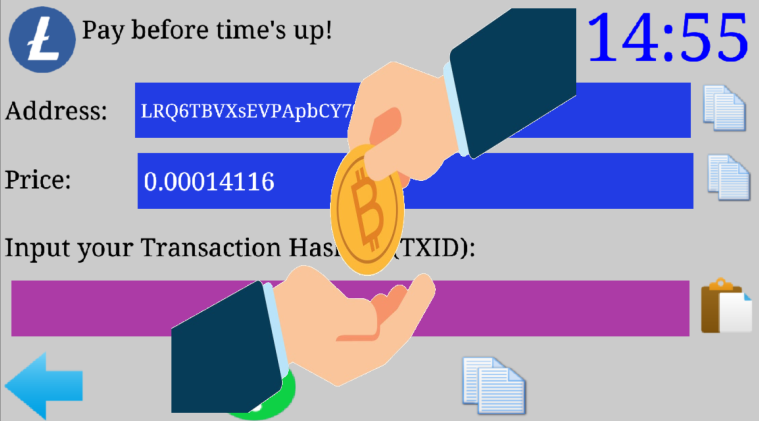 Pay before time's up!
14:55
Address:
LRQ6TBVXsEVPApbCY7
Price:
0.00014116
Input your Transaction Has (TXID):